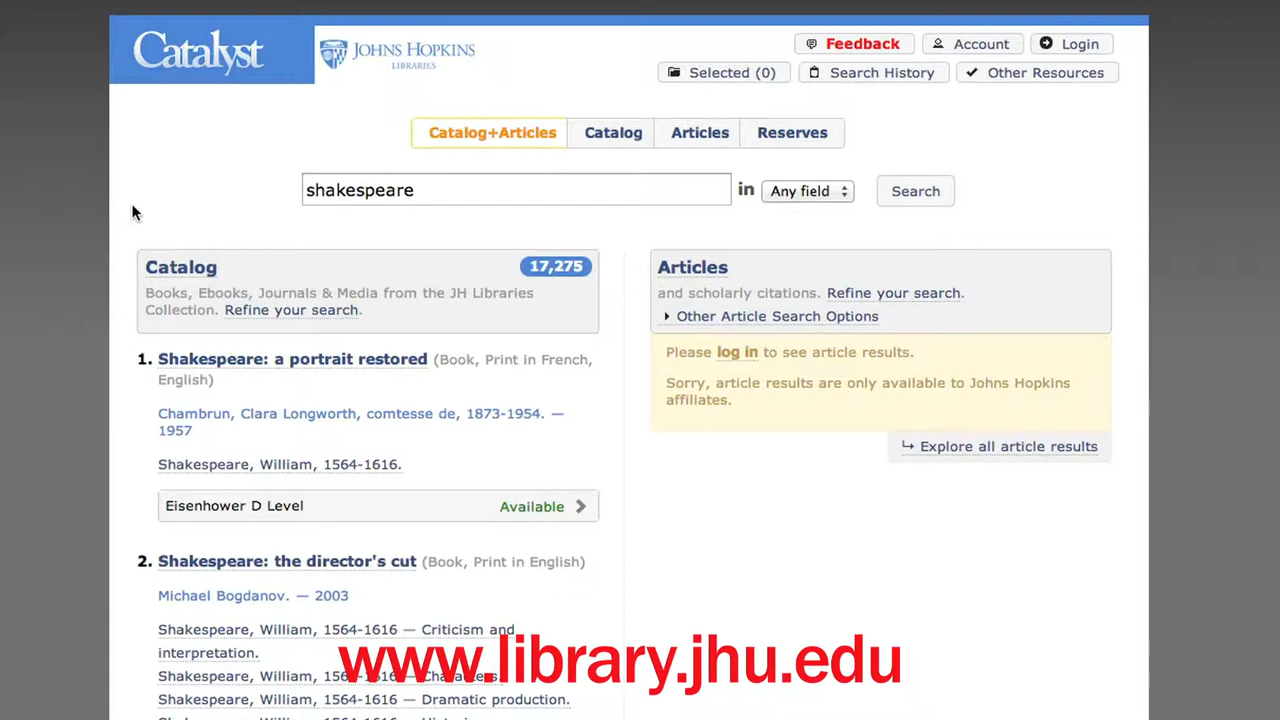 Catalyst
JOHNS HOPKINS
LIBRARIES
Feedback
Account
Login
Selected (0)
Search History
Other Resources
Catalog+Articles
Catalog
Articles
Reserves
shakespeare
in
Any field
Search
Catalog
17,275
Books, Ebooks, Journals & Media from the JH Libraries
Collection. Refine your search.
1. Shakespeare: a portrait restored (Book, Print in French,
English)
Chambrun, Clara Longworth, comtesse de, 1873-1954. —
1957
Shakespeare, William, 1564-1616.
Eisenhower D Level
Available
2. Shakespeare: the director's cut (Book, Print in English)
Michael Bogdanov. — 2003
Shakespeare, William, 1564-1616 — Criticism and
interpretation.
Shakespeare, William, 1564-1616 — Characters.
Shakespeare, William, 1564-1616 — Dramatic production.
Articles
and scholarly citations. Refine your search.
Other Article Search Options
Please log in to see article results.
Sorry, article results are only available to Johns Hopkins
affiliates.
Explore all article results
www.library.jhu.edu